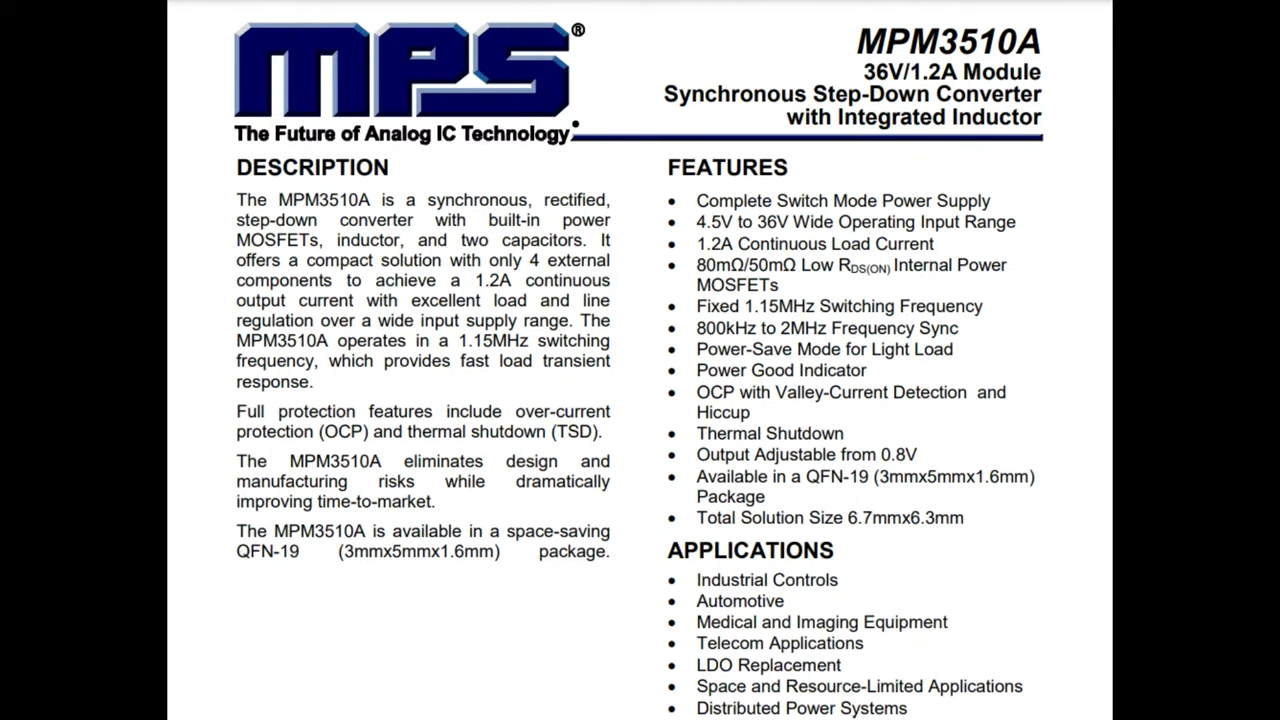 MPS®
The Future of Analog IC Technology
MPM3510A
36V/1.2A Module
Synchronous Step-Down Converter
with Integrated Inductor
DESCRIPTION
The MPM3510A is a synchronous, rectified,
step-down converter with built-in power
MOSFETs, inductor, and two capacitors. It
offers a compact solution with only 4 external
components to achieve a 1.2A continuous
output current with excellent load and line
regulation over a wide input supply range. The
MPM3510A operates in a 1.15MHz switching
frequency, which provides fast load transient
response.
Full protection features include over-current
protection (OCP) and thermal shutdown (TSD).
The MPM3510A eliminates design and
manufacturing risks while dramatically
improving time-to-market.
The MPM3510A is available in a space-saving
QFN-19 (3mmx5mmx1.6mm) package.
FEATURES
• Complete Switch Mode Power Supply
• 4.5V to 36V Wide Operating Input Range
• 1.2A Continuous Load Current
• 80mΩ/50mΩ Low RDS(ON) Internal Power
MOSFETs
• Fixed 1.15MHz Switching Frequency
• 800kHz to 2MHz Frequency Sync
• Power-Save Mode for Light Load
• Power Good Indicator
• OCP with Valley-Current Detection and
Hiccup
• Thermal Shutdown
• Output Adjustable from 0.8V
• Available in a QFN-19 (3mmx5mmx1.6mm)
Package
• Total Solution Size 6.7mmx6.3mm
APPLICATIONS
• Industrial Controls
• Automotive
• Medical and Imaging Equipment
• Telecom Applications
• LDO Replacement
• Space and Resource-Limited Applications
• Distributed Power Systems